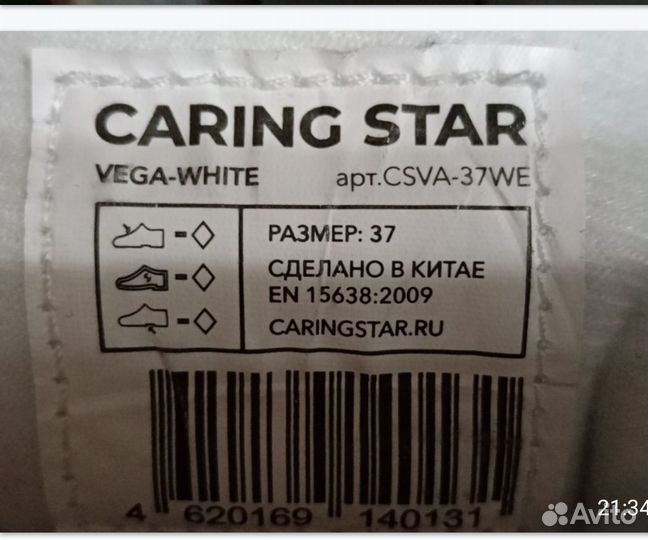 CARING STAR
VEGA-WHITE арт.CSVA-37WE
РАЗМЕР: 37
СДЕЛАНО В КИТАЕ
EN 15638:2009
CARINGSTAR.RU
4 620169 140131
21:34
Avito